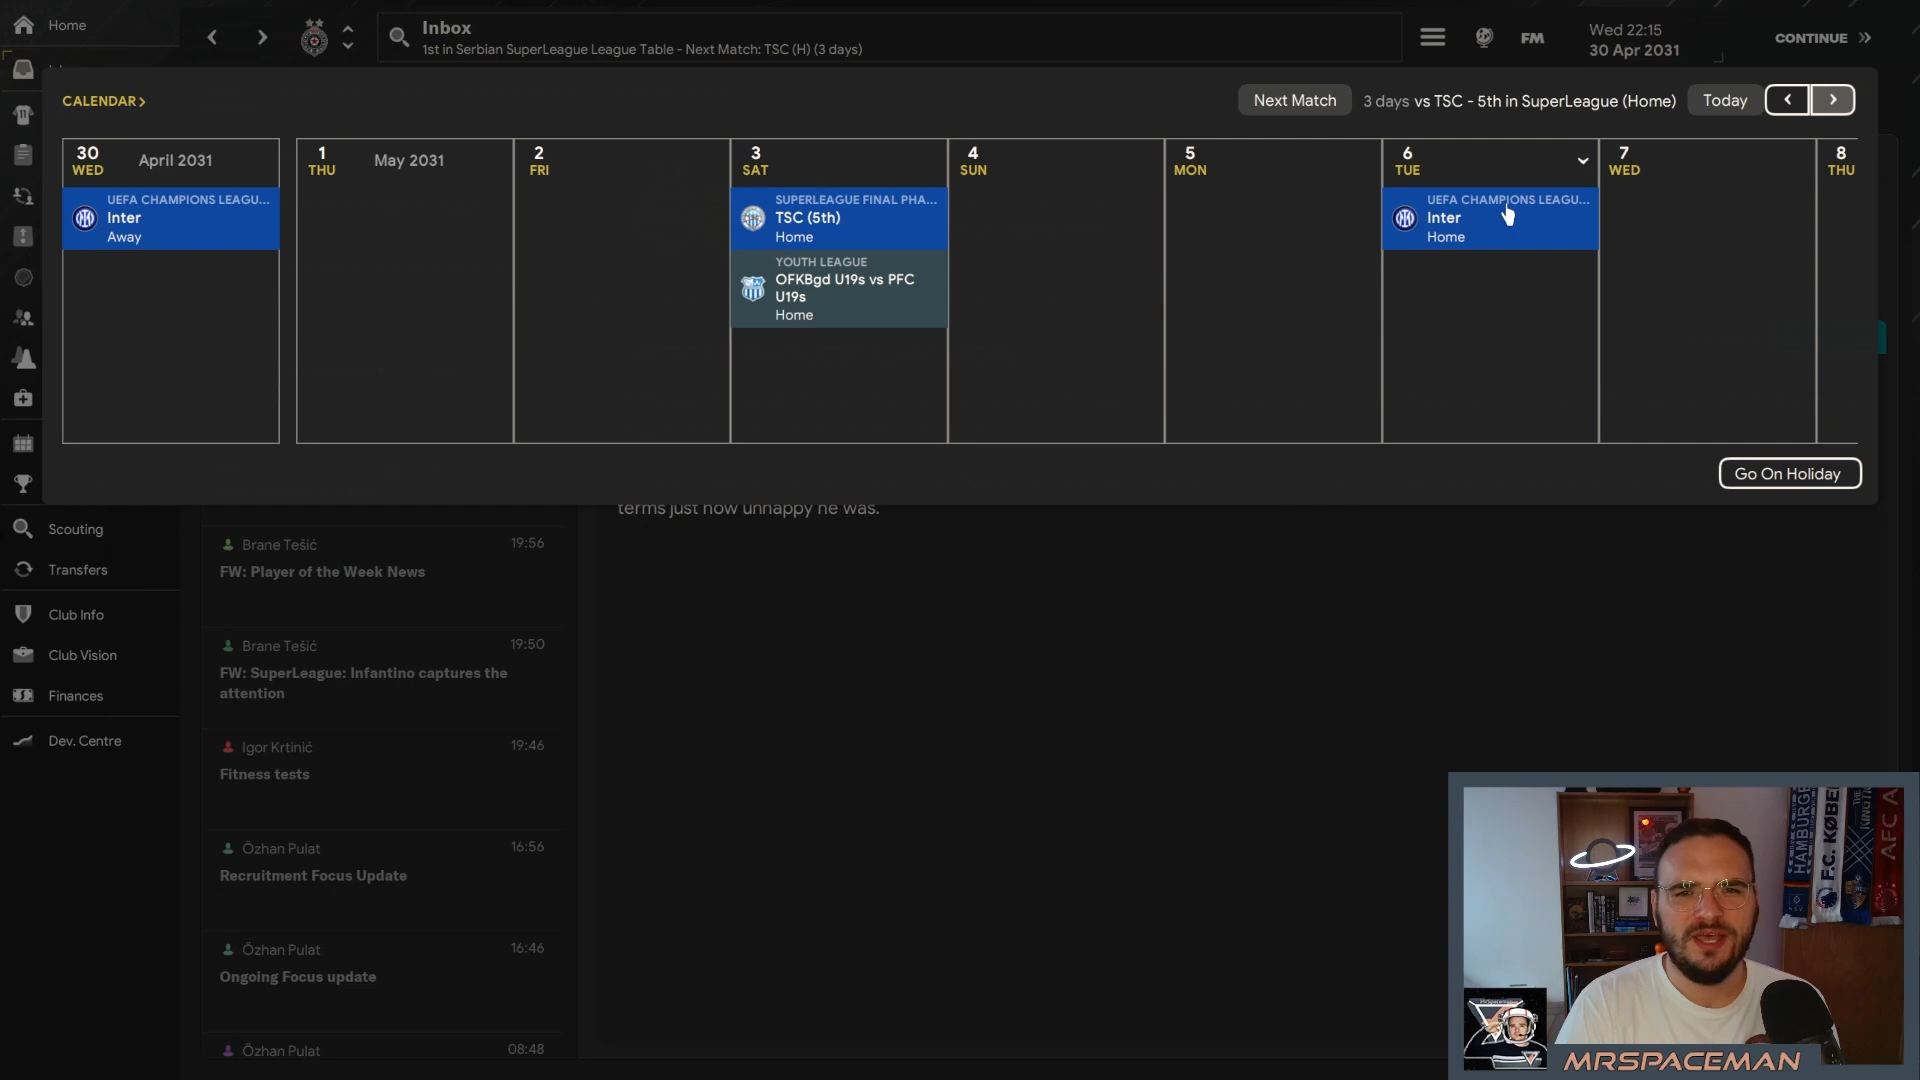 Home
Inbox
1st in Serbian SuperLeague League Table - Next Match: TSC (H) (3 days)
FM
Wed 22:15
30 Apr 2031
CONTINUE
CALENDAR
Next Match
3 days vs TSC - 5th in SuperLeague (Home)
Today
30
WED
April 2031
UEFA CHAMPIONS LEAGU...
Inter
Away
1
THU
May 2031
2
FRI
3
SAT
SUPERLEAGUE FINAL PHA...
TSC (5th)
Home
YOUTH LEAGUE
OFKBgd U19s vs PFC
U19s
Home
4
SUN
5
MON
6
TUE
UEFA CHAMPIONS LEAGU...
Inter
Home
7
WED
8
THU
Go On Holiday
terms just how unhappy he was.
Scouting
Transfers
Club Info
Club Vision
Finances
Dev. Centre
Brane Tešić
19:56
FW: Player of the Week News
Brane Tešić
19:50
FW: SuperLeague: Infantino captures the
attention
Igor Krtinić
19:46
Fitness tests
Özhan Pulat
16:56
Recruitment Focus Update
Özhan Pulat
16:46
Ongoing Focus update
Özhan Pulat
08:48
HAMBURGE
F.C. KØBE
AFC A
MRSPACEMAN